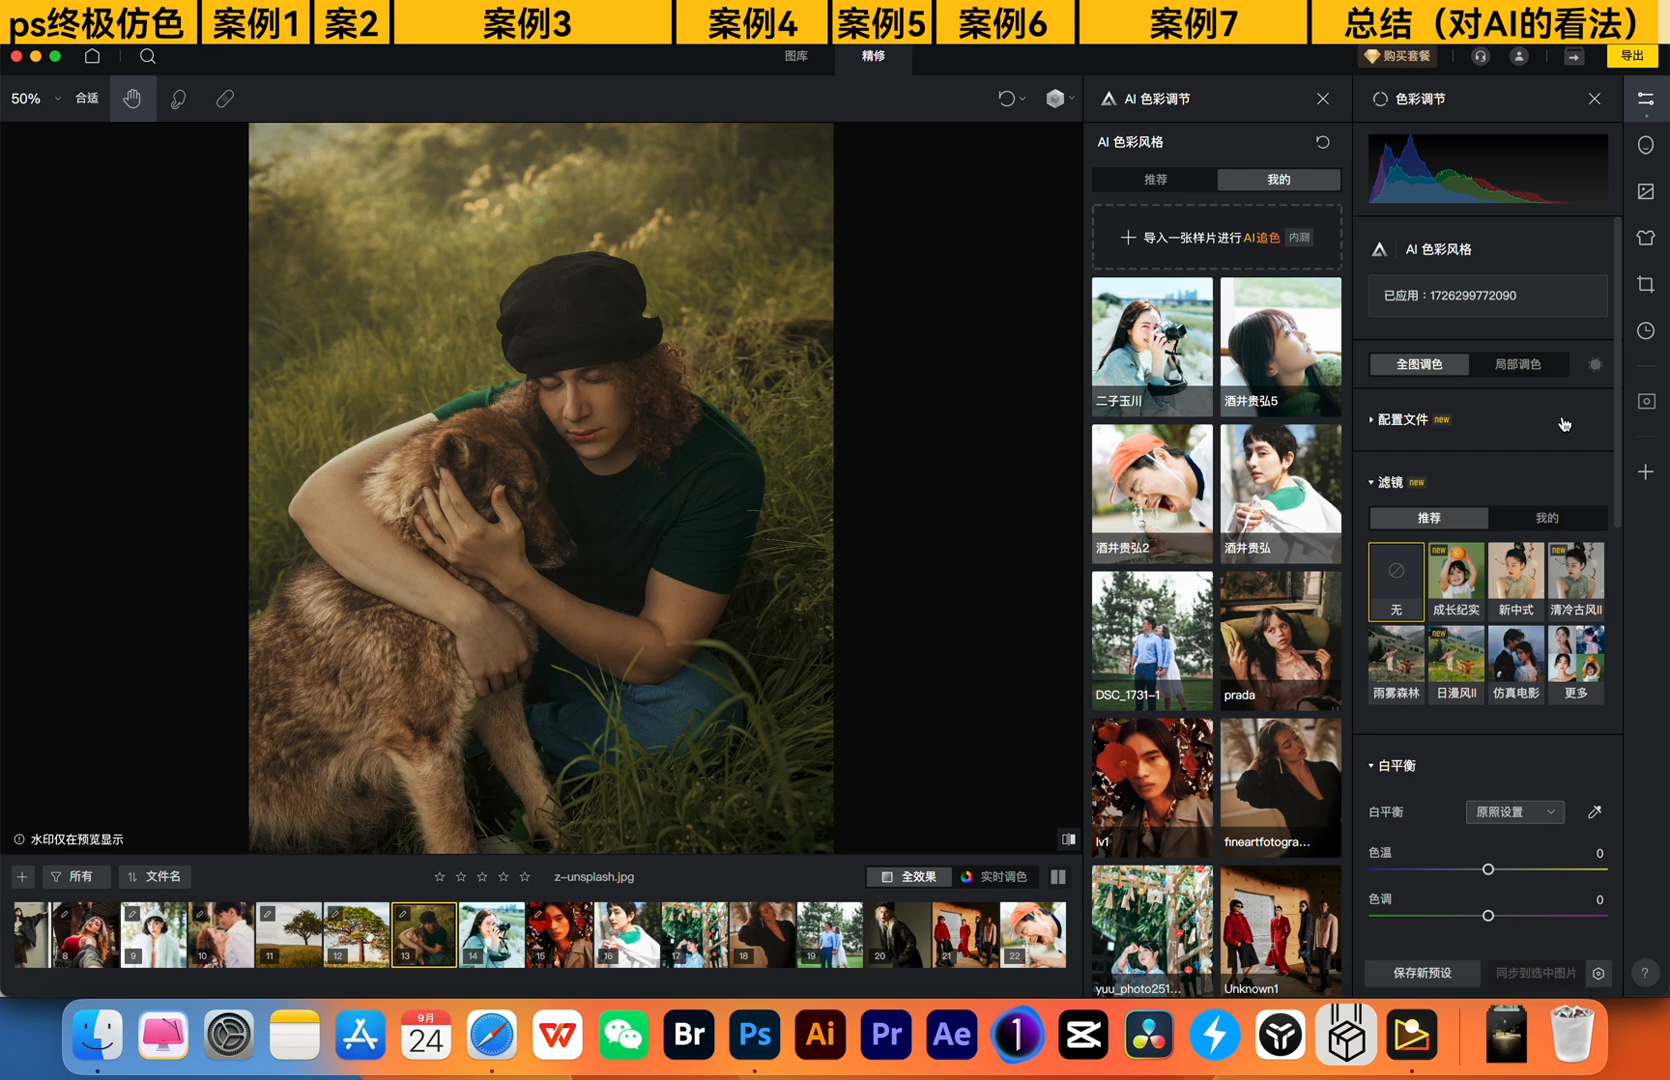 ps终极仿色 案例1 案2 案例3 案例4 案例5 案例6 案例7 总结（对AI的看法）
图库 精修 购买套餐 导出
50% 合适
AI 色彩调节
色彩调节
AI 色彩风格
推荐 我的
导入一张样片进行AI追色 内测
二子玉川 酒井贵弘5
酒井贵弘2 酒井贵弘
DSC_1731-1 prada
lv1 fineartfotogra...
yuu_photo251... Unknown1
AI 色彩风格
已应用：1726299772090
全图调色 局部调色
配置文件 new
滤镜 new
推荐 我的
new new
无 成长纪实 新中式 清冷古风II
new
雨雾森林 日漫风II 仿真电影 更多
白平衡
白平衡 原照设置
色温 0
色调 0
保存新预设 同步到选中图片
水印仅在预览显示
所有 文件名 z-unsplash.jpg 全效果 实时调色
8 9 10 11 12 13 14 15 16 17 18 19 20 21 22
9月
24
Br Ps Ai Pr Ae